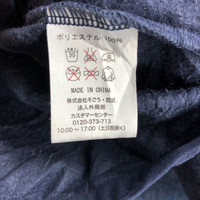 ポリエステル 100%
MADE IN CHINA
株式会社そごう・西武
法人外商部
カスタマーセンター
0120-373-713
10:00 ～ 17:00 (土日祝日除く)